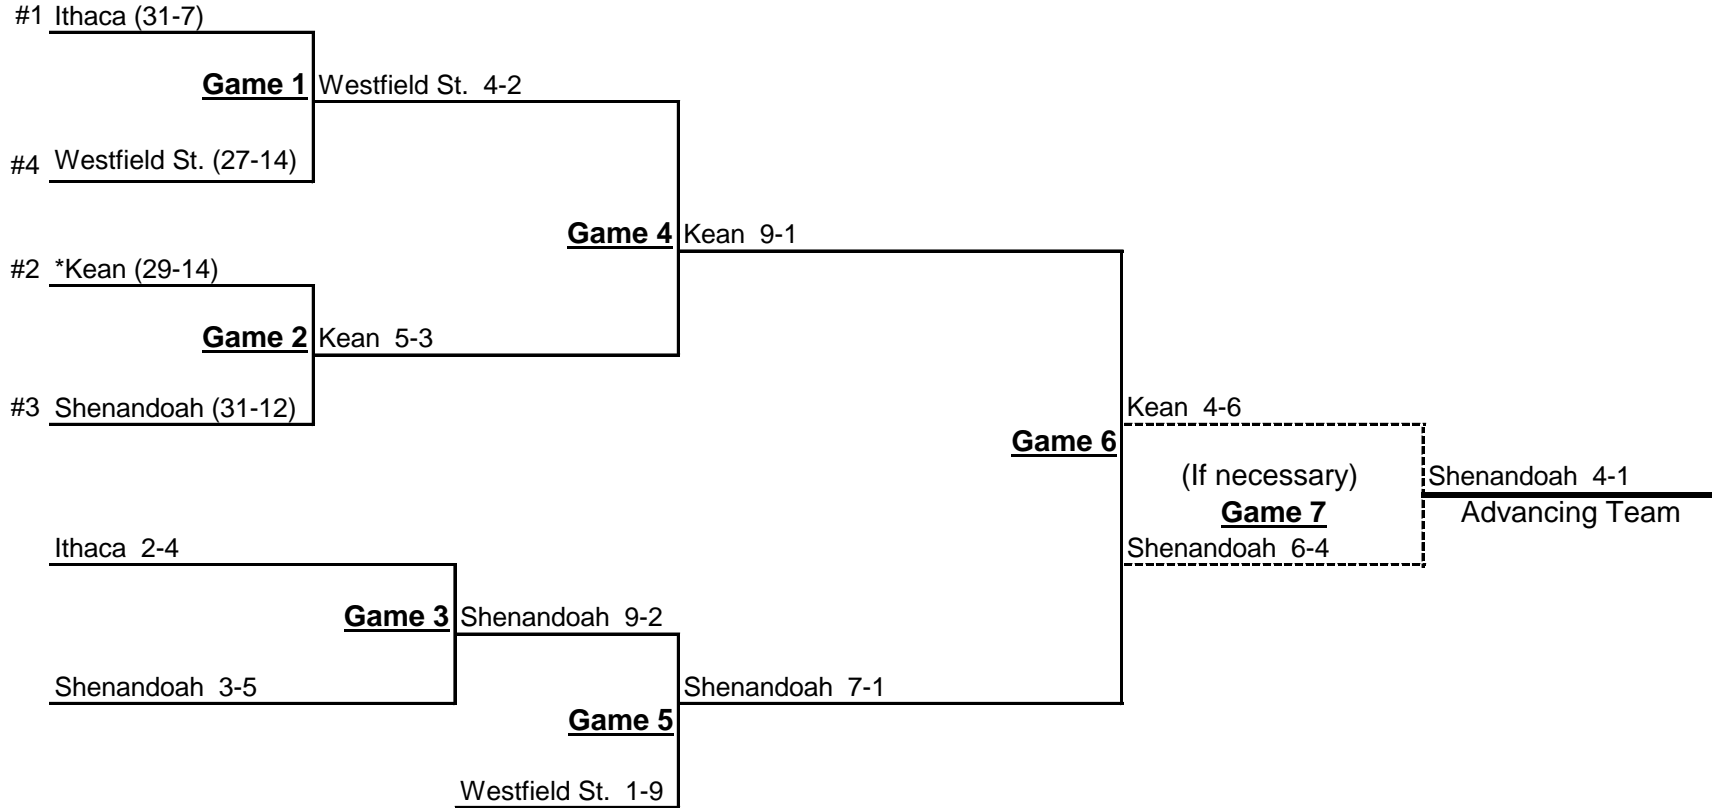 #1 Ithaca (31-7)
Game 1 Westfield St. 4-2
#4 Westfield St. (27-14)
Game 4 Kean 9-1
#2 *Kean (29-14)
Game 2 Kean 5-3
#3 Shenandoah (31-12)
Kean 4-6
Game 6
(If necessary)
Game 7
Shenandoah 4-1
Advancing Team
Shenandoah 6-4
Ithaca 2-4
Game 3 Shenandoah 9-2
Shenandoah 3-5
Shenandoah 7-1
Game 5
Westfield St. 1-9